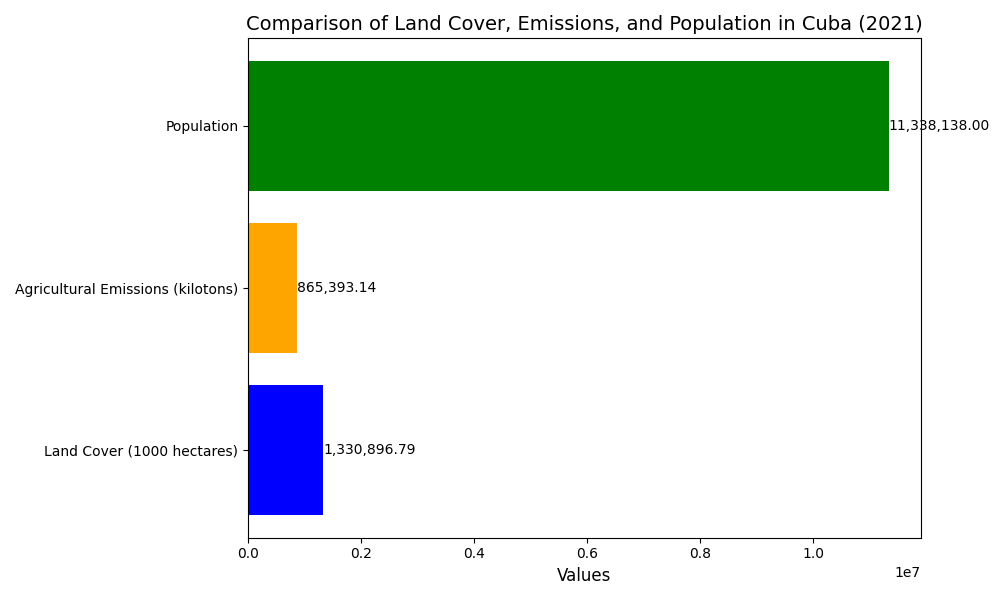 Comparison of Land Cover, Emissions, and Population in Cuba (2021)
Population
11,338,138.00
Agricultural Emissions (kilotons)
865,393.14
Land Cover (1000 hectares)
1,330,896.79
0.0 0.2 0.4 0.6 0.8 1.0
1e7
Values